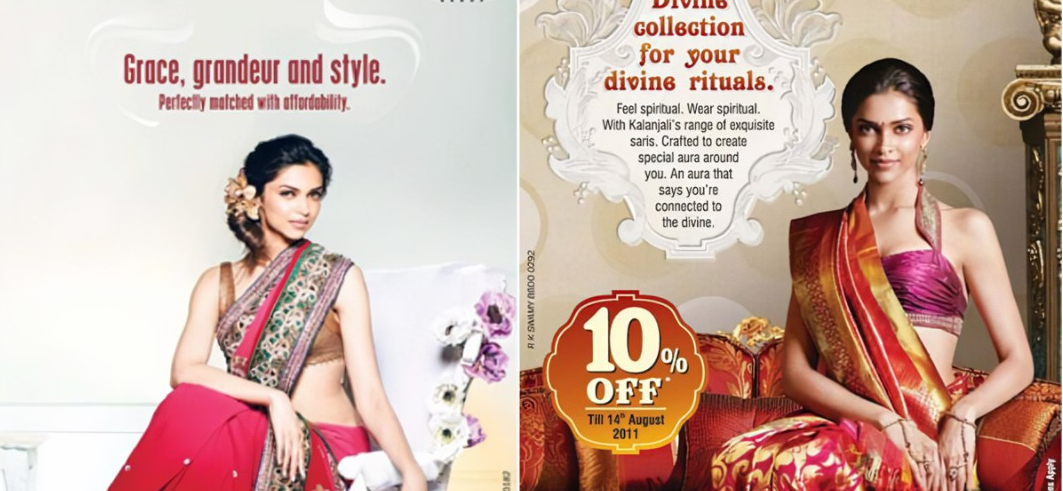 Grace, grandeur and style.
Perfectlly matched with affordability.
Divine
collection
for your
divine rituals.
Feel spiritual. Wear spiritual.
With Kalanjali's range of exquisite
saris. Crafted to create
special aura around
you. An aura that
says you're
connected to
the divine.
10%
OFF*
Till 14th August
2011
R K SWAMY BBDO 0292
Apply